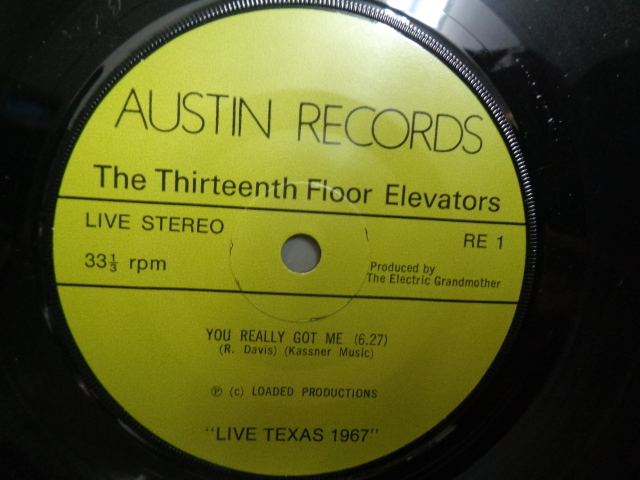 AUSTIN RECORDS
The Thirteenth Floor Elevators
LIVE STEREO
RE 1
33⅓ rpm
Produced by
The Electric Grandmother
YOU REALLY GOT ME (6.27)
(R. Davis) (Kassner Music)
℗ (c) LOADED PRODUCTIONS
"LIVE TEXAS 1967"